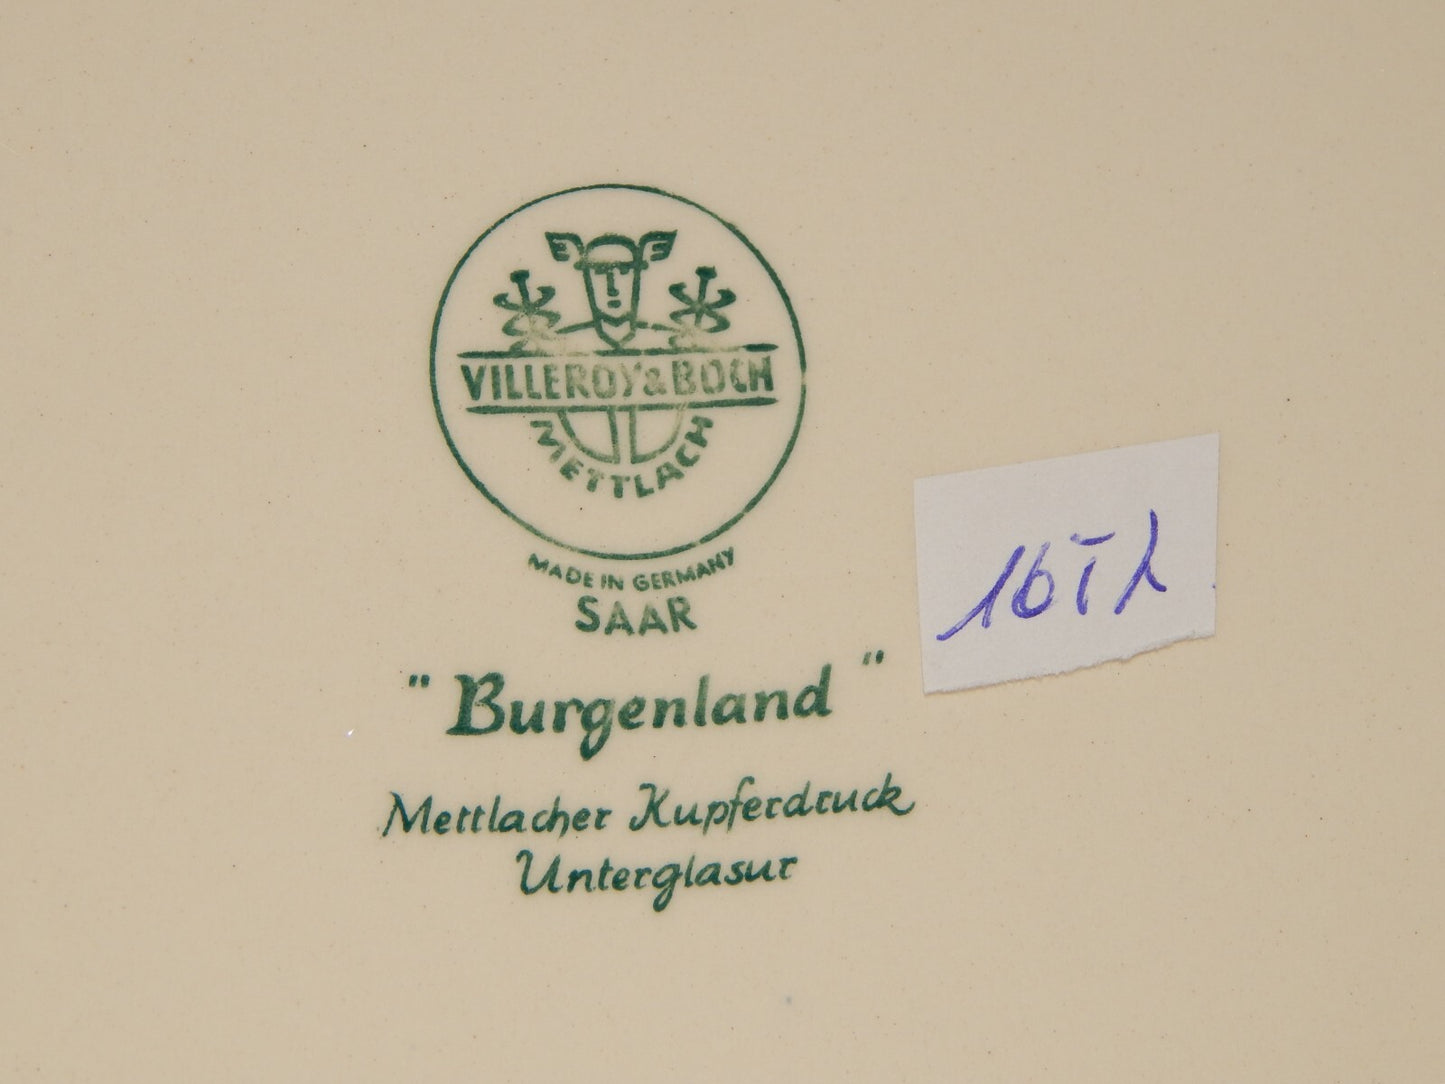 VILLEROY & BOCH
METTLACH
MADE IN GERMANY
SAAR
"Burgenland"
Mettlacher Kupferdruck
Unterglasur